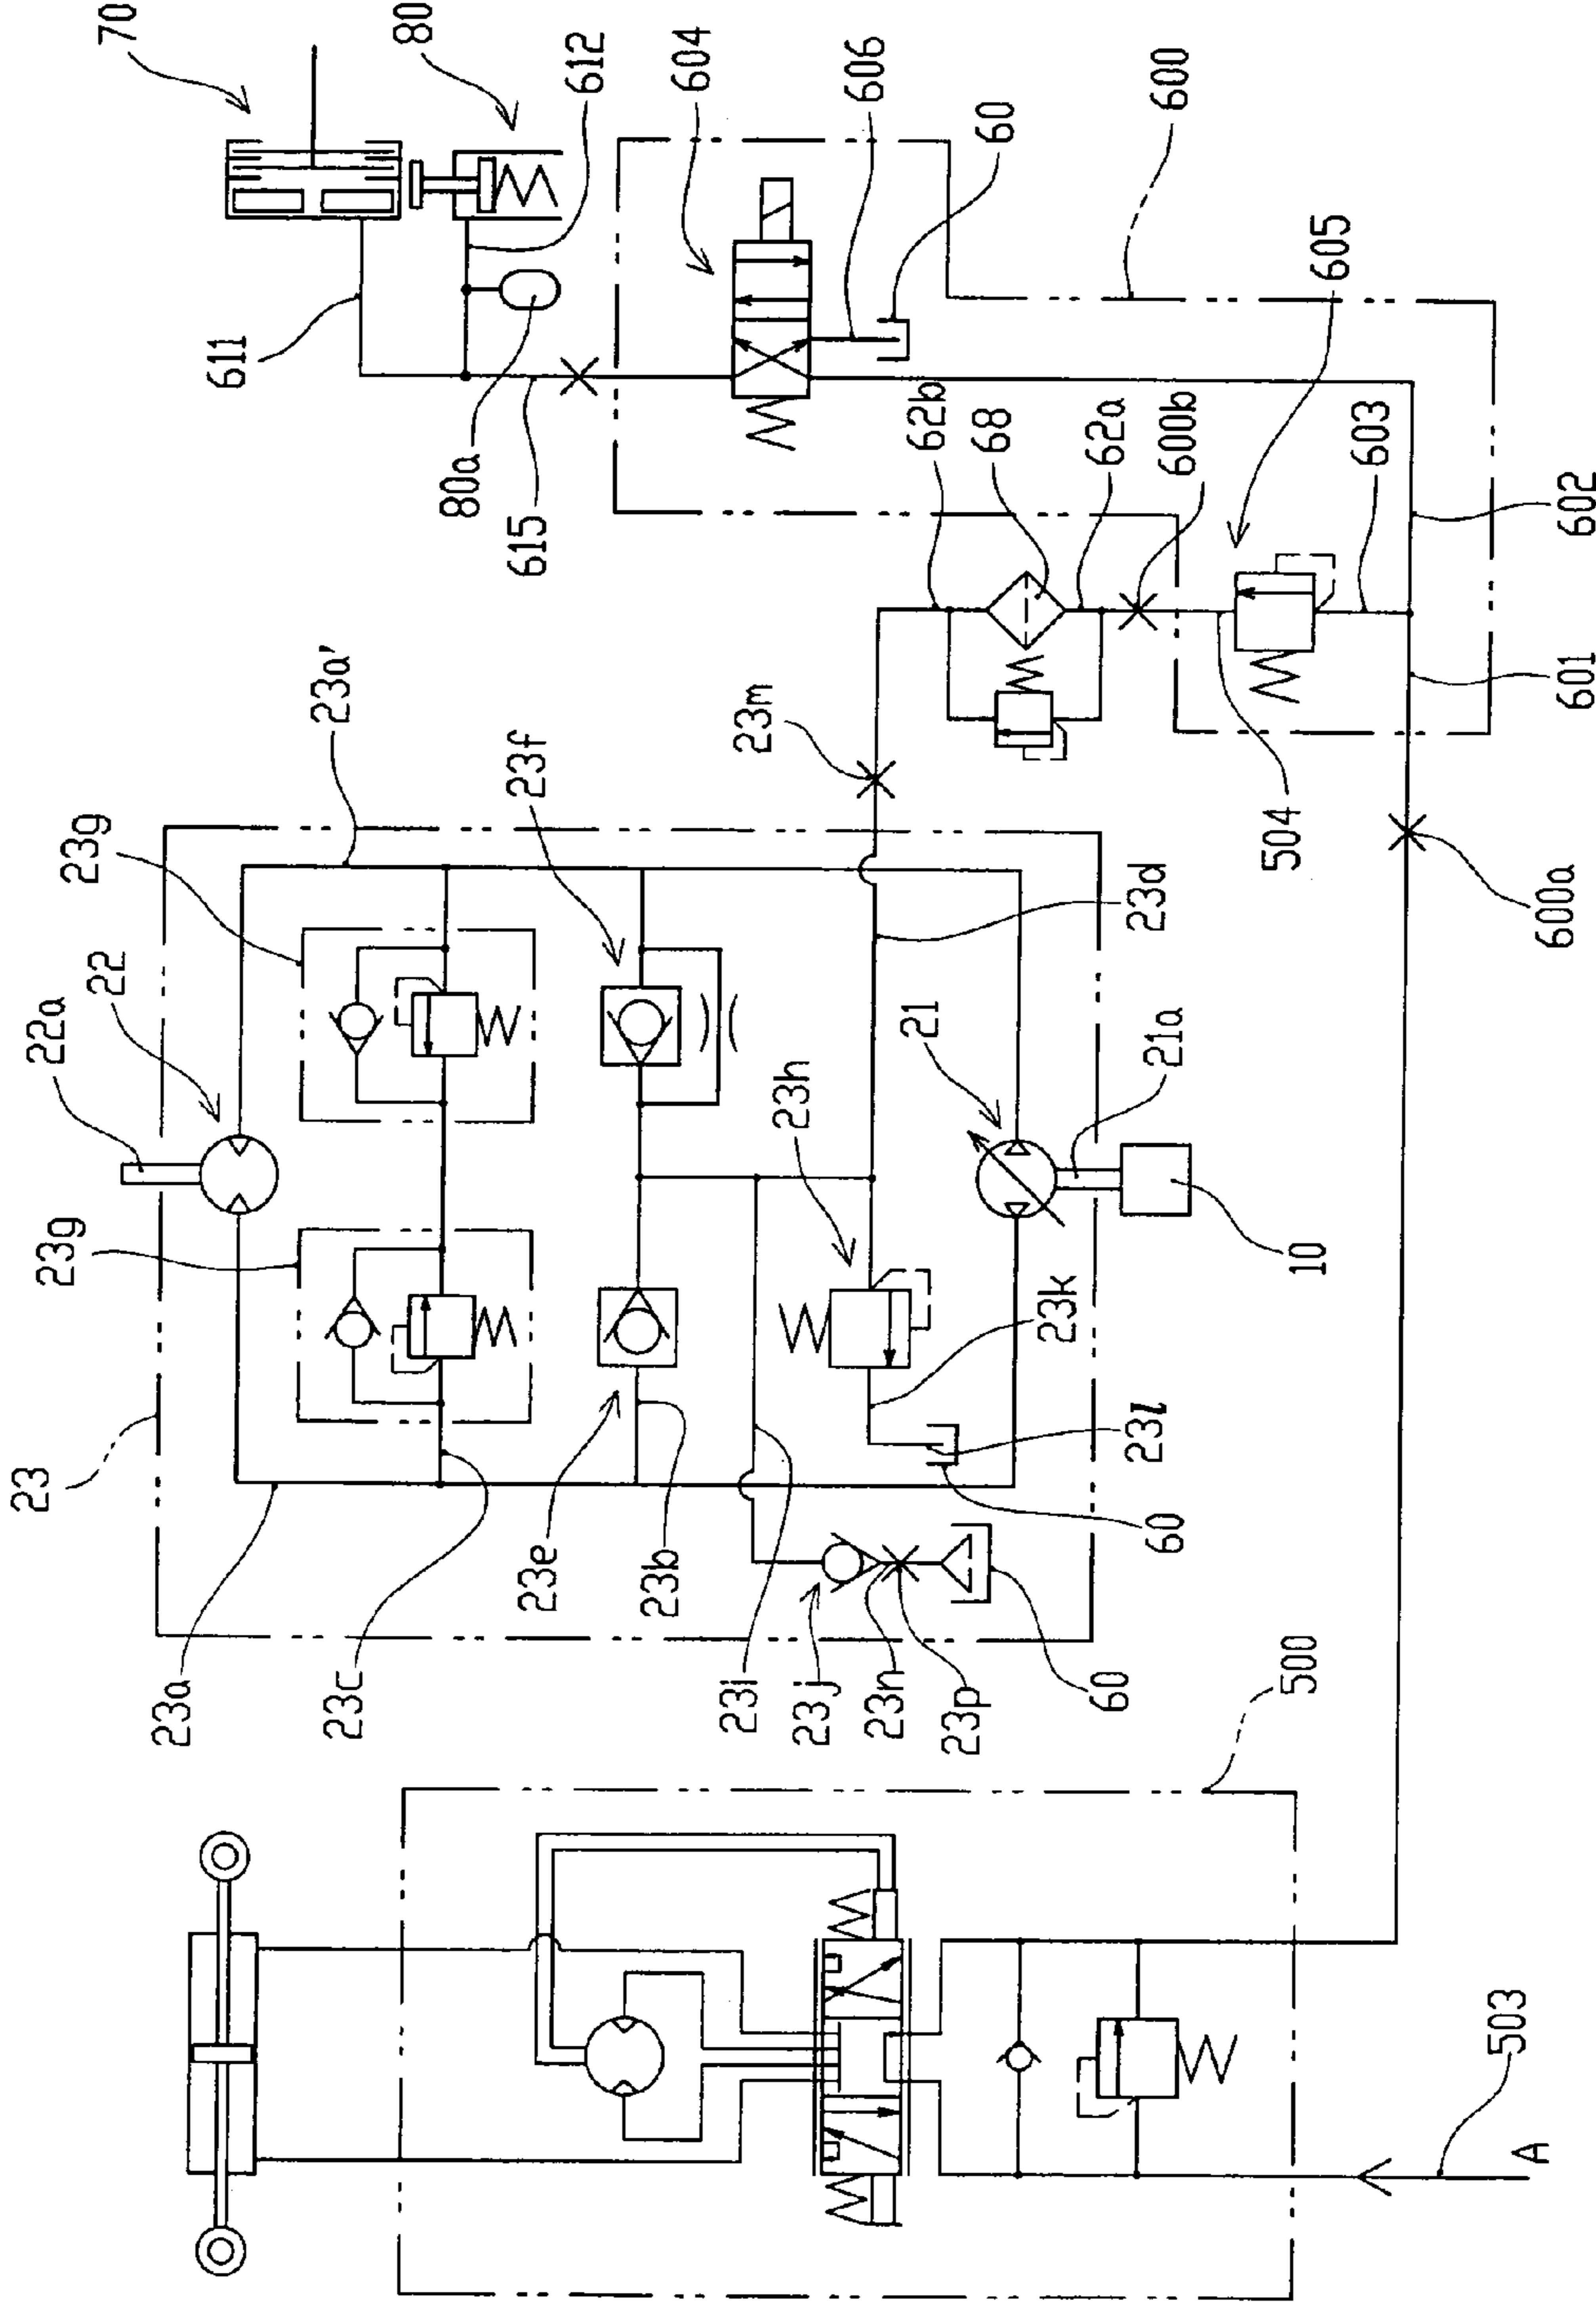 70
80
612
604
606
60
600
611
80a
615
605
62b
68
62a
600b
603
602
601
23a'
23f
23m
504
600a
23g
22
22a
23d
21
21a
23h
23g
10
23k
23l
60
23
23e
23b
23a
23c
23i
23j
23n
23p
60
500
503
A